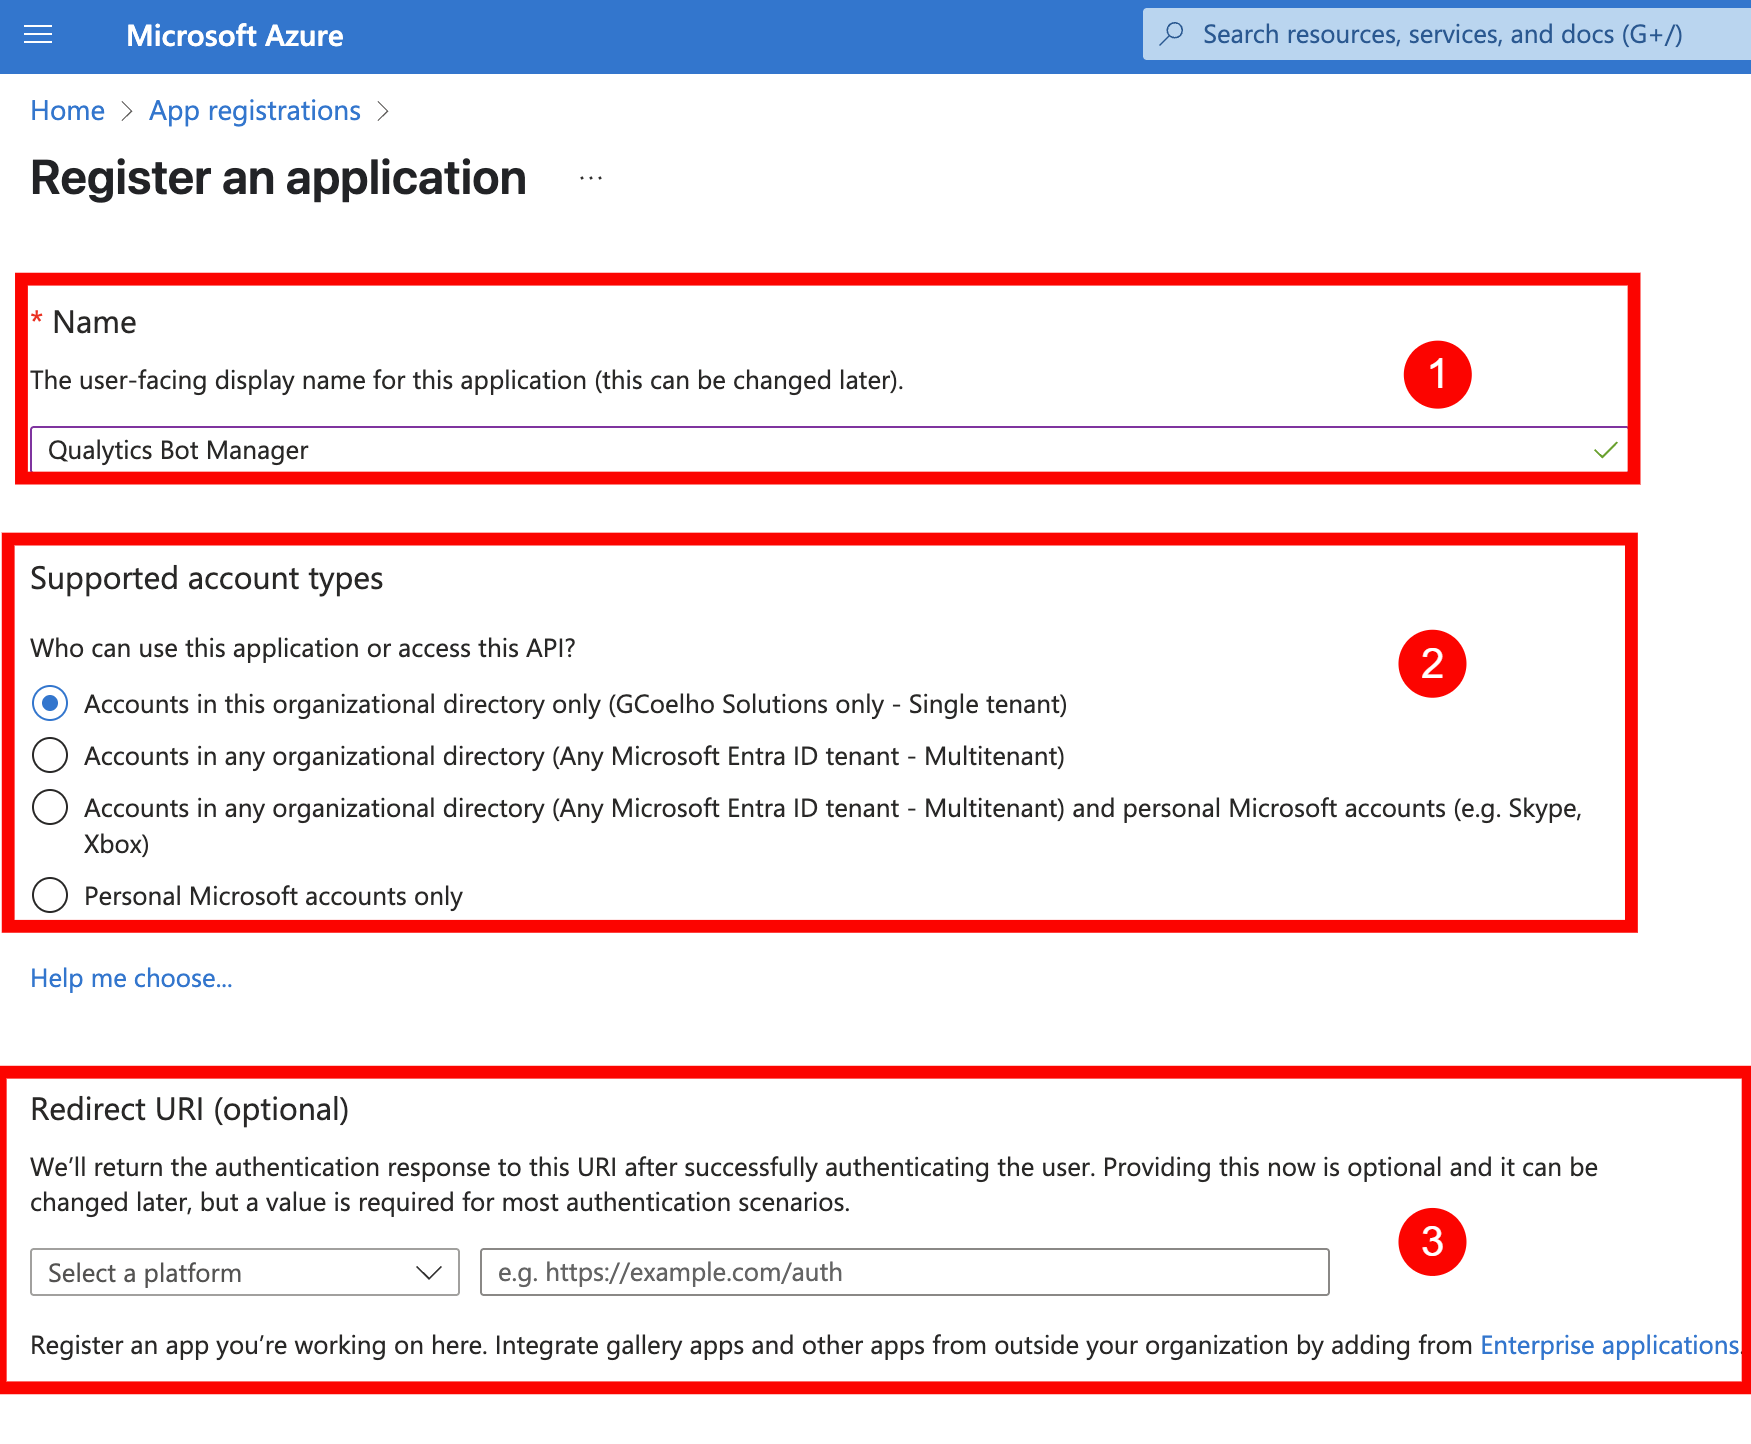 Microsoft Azure
Search resources, services, and docs (G+/)
Home > App registrations >
Register an application ...
* Name
The user-facing display name for this application (this can be changed later).
1
Qualytics Bot Manager
Supported account types
Who can use this application or access this API?
2
Accounts in this organizational directory only (GCoelho Solutions only - Single tenant)
Accounts in any organizational directory (Any Microsoft Entra ID tenant - Multitenant)
Accounts in any organizational directory (Any Microsoft Entra ID tenant - Multitenant) and personal Microsoft accounts (e.g. Skype,
Xbox)
Personal Microsoft accounts only
Help me choose...
Redirect URI (optional)
We’ll return the authentication response to this URI after successfully authenticating the user. Providing this now is optional and it can be
changed later, but a value is required for most authentication scenarios.
3
Select a platform
e.g. https://example.com/auth
Register an app you’re working on here. Integrate gallery apps and other apps from outside your organization by adding from Enterprise applications.